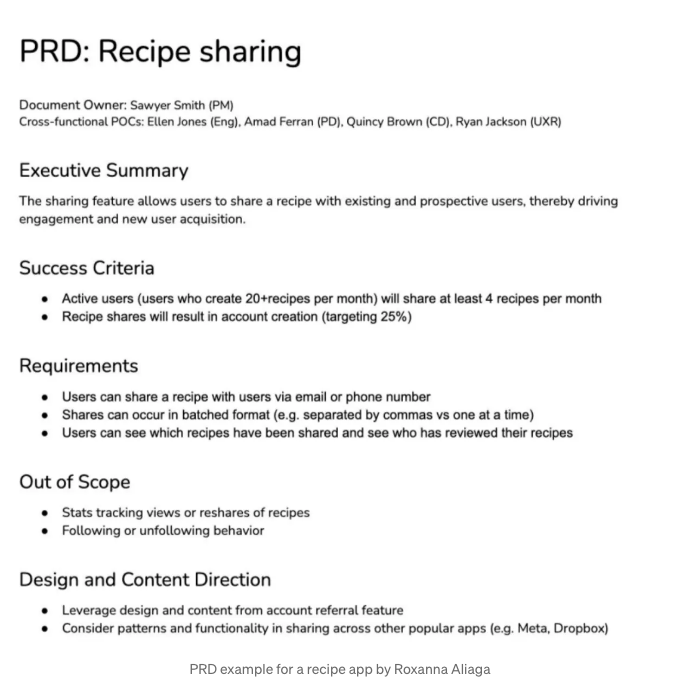 PRD: Recipe sharing
Document Owner: Sawyer Smith (PM)
Cross-functional POCs: Ellen Jones (Eng), Amad Ferran (PD), Quincy Brown (CD), Ryan Jackson (UXR)
Executive Summary
The sharing feature allows users to share a recipe with existing and prospective users, thereby driving
engagement and new user acquisition.
Success Criteria
● Active users (users who create 20+recipes per month) will share at least 4 recipes per month
● Recipe shares will result in account creation (targeting 25%)
Requirements
● Users can share a recipe with users via email or phone number
● Shares can occur in batched format (e.g. separated by commas vs one at a time)
● Users can see which recipes have been shared and see who has reviewed their recipes
Out of Scope
● Stats tracking views or reshares of recipes
● Following or unfollowing behavior
Design and Content Direction
● Leverage design and content from account referral feature
● Consider patterns and functionality in sharing across other popular apps (e.g. Meta, Dropbox)
PRD example for a recipe app by Roxanna Aliaga